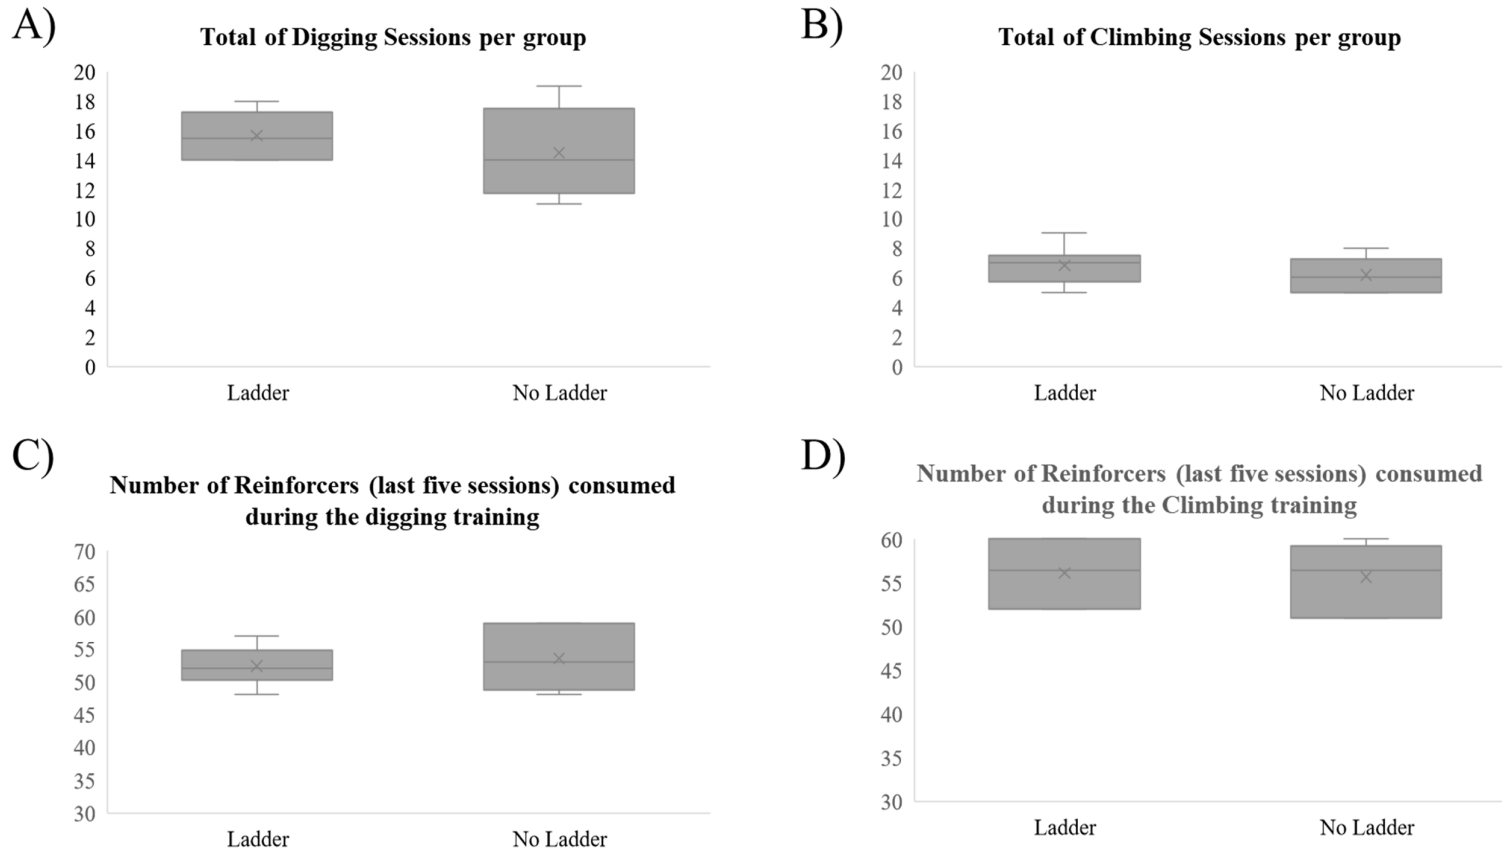 A)
Total of Digging Sessions per group
20
18
16
14
12
10
8
6
4
2
0
Ladder No Ladder
B)
Total of Climbing Sessions per group
20
18
16
14
12
10
8
6
4
2
0
Ladder No Ladder
C)
Number of Reinforcers (last five sessions) consumed
during the digging training
70
65
60
55
50
45
40
35
30
Ladder No Ladder
D)
Number of Reinforcers (last five sessions) consumed
during the Climbing training
60
55
50
45
40
35
30
Ladder No Ladder